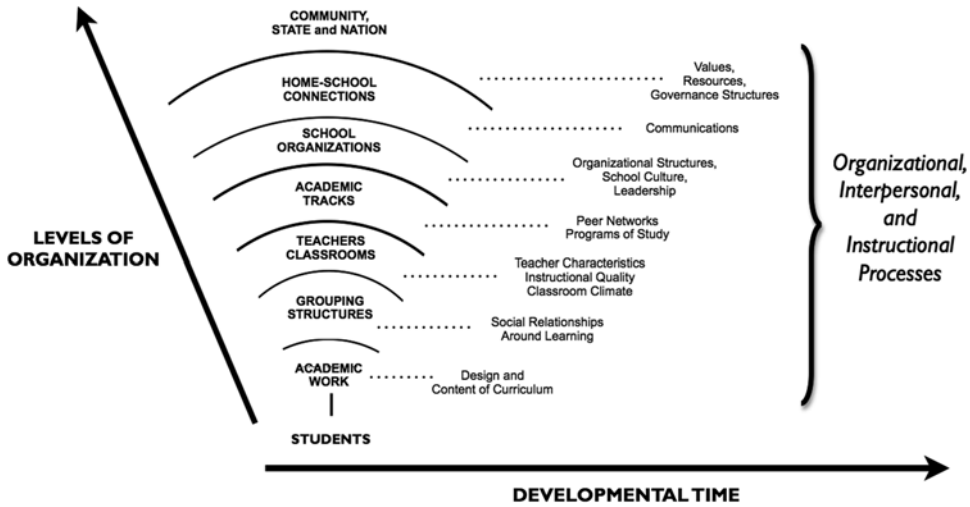 COMMUNITY,
STATE and NATION
HOME-SCHOOL
CONNECTIONS
SCHOOL
ORGANIZATIONS
ACADEMIC
TRACKS
TEACHERS
CLASSROOMS
GROUPING
STRUCTURES
ACADEMIC
WORK
STUDENTS
LEVELS OF
ORGANIZATION
Values,
Resources,
Governance Structures
Communications
Organizational Structures,
School Culture,
Leadership
Peer Networks
Programs of Study
Teacher Characteristics
Instructional Quality
Classroom Climate
Social Relationships
Around Learning
Design and
Content of Curriculum
Organizational,
Interpersonal,
and
Instructional
Processes
DEVELOPMENTAL TIME